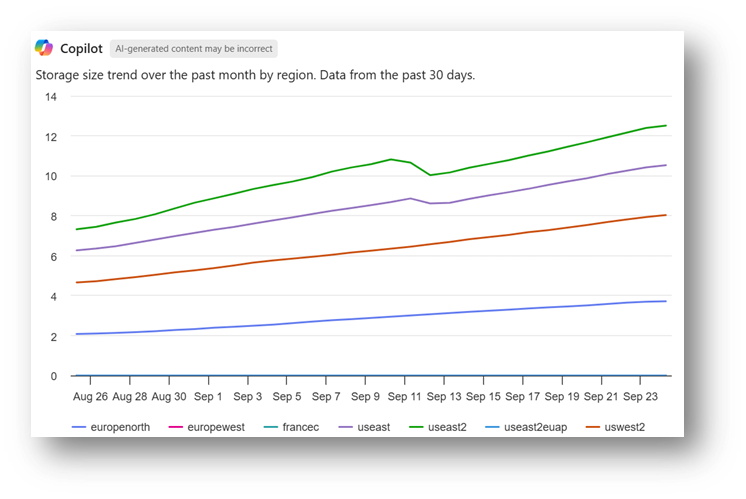 Copilot AI-generated content may be incorrect
Storage size trend over the past month by region. Data from the past 30 days.
14
12
10
8
6
4
2
0
Aug 26 Aug 28 Aug 30 Sep 1 Sep 3 Sep 5 Sep 7 Sep 9 Sep 11 Sep 13 Sep 15 Sep 17 Sep 19 Sep 21 Sep 23
europenorth europewest francec useast useast2 useast2euap uswest2